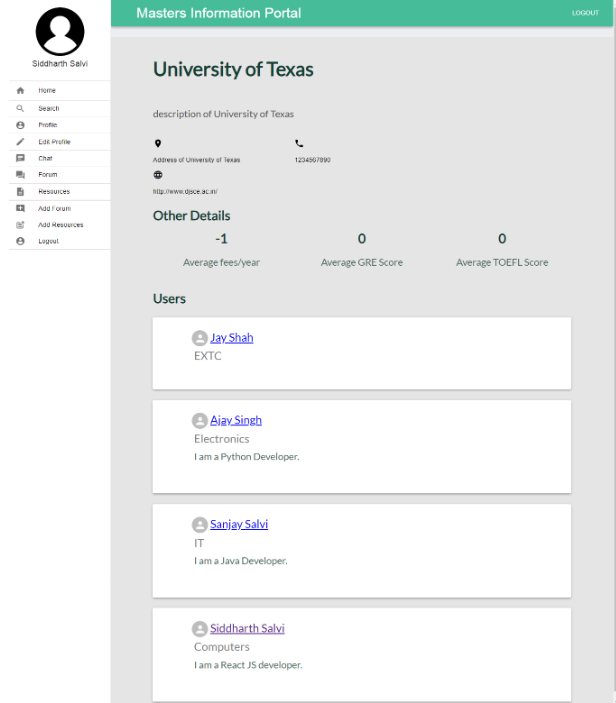 Masters Information Portal
LOGOUT
Siddharth Salvi
Home
Search
Profile
Edit Profile
Chat
Forum
Resources
Add Forum
Add Resources
Logout
University of Texas
description of University of Texas
Address of University of Texas
1234567890
http://www.djsce.ac.in/
Other Details
-1 0 0
Average fees/year Average GRE Score Average TOEFL Score
Users
Jay Shah
EXTC
Ajay Singh
Electronics
I am a Python Developer.
Sanjay Salvi
IT
I am a Java Developer.
Siddharth Salvi
Computers
I am a React JS developer.